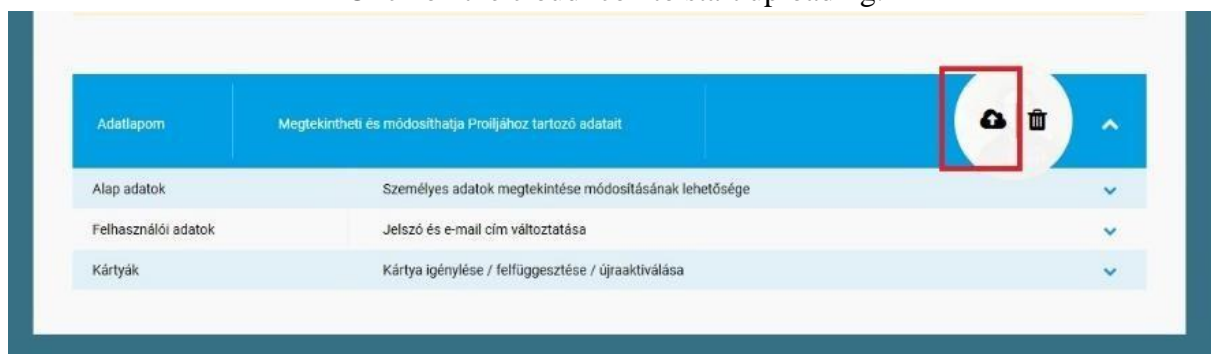 Adatlapom Megtekintheti és módosíthatja Proiljához tartozó adatait
Alap adatok Személyes adatok megtekintése módosításának lehetősége
Felhasználói adatok Jelszó és e-mail cím változtatása
Kártyák Kártya igénylése / felfüggesztése / újraaktiválása